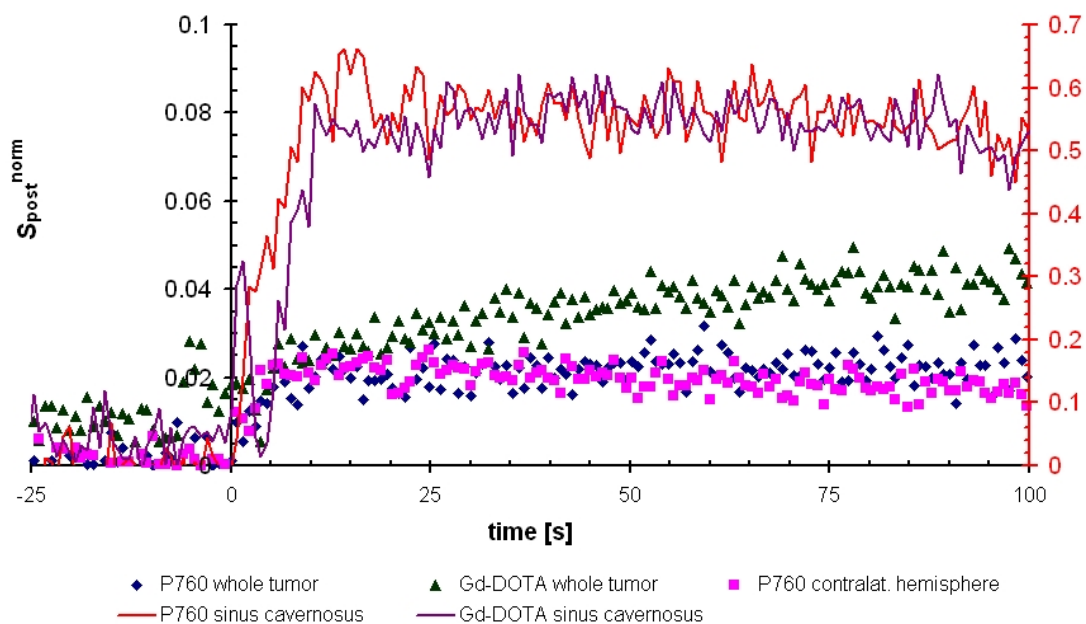 0.1
0.7
0.08
0.6
0.5
0.06
0.4
0.04
0.3
0.2
0.02
0.1
0
0
Spost norm
-25
0
25
50
75
100
time [s]
P760 whole tumor
Gd-DOTA whole tumor
P760 contralat. hemisphere
P760 sinus cavernosus
Gd-DOTA sinus cavernosus